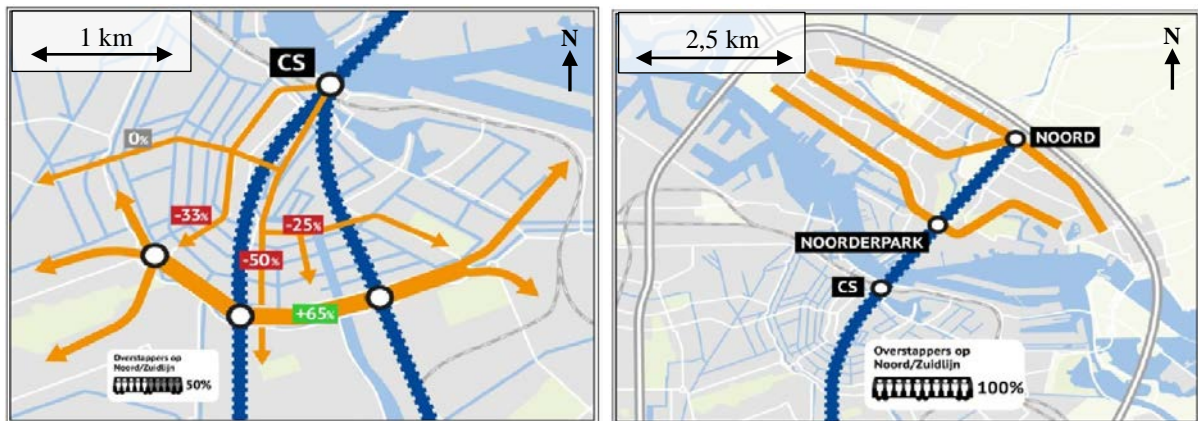 1 km
N
CS
0%
-33%
-25%
-50%
+65%
Overstappers op
Noord/Zuidlijn
50%
2,5 km
N
NOORD
NOORDERPARK
CS
Overstappers op
Noord/Zuidlijn
100%